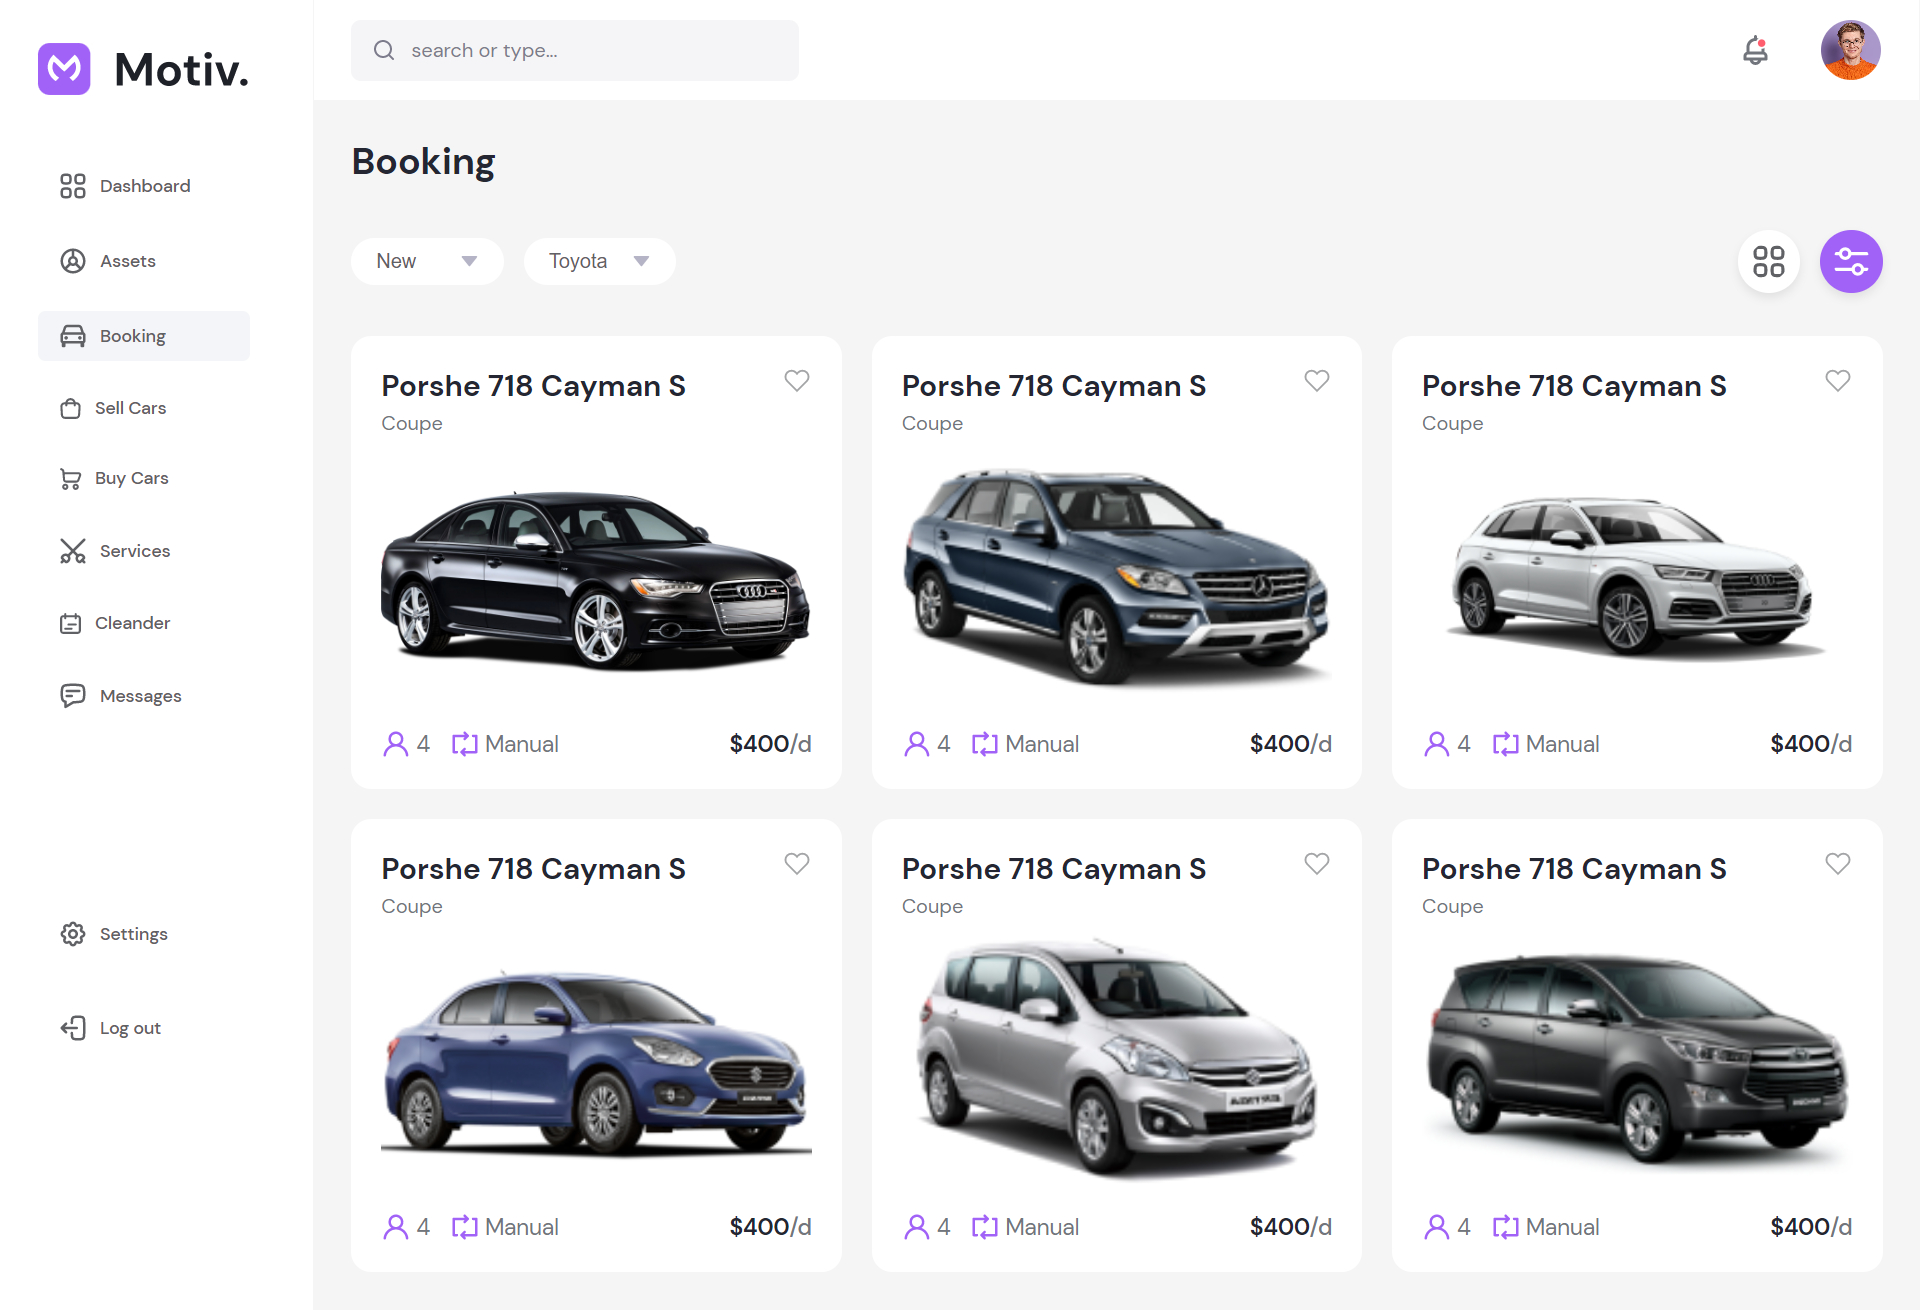 Motiv.
search or type...
Dashboard
Assets
Booking
Sell Cars
Buy Cars
Services
Cleander
Messages
Settings
Log out
Booking
New
Toyota
Porshe 718 Cayman S
Coupe
4 Manual $400/d
Porshe 718 Cayman S
Coupe
4 Manual $400/d
Porshe 718 Cayman S
Coupe
4 Manual $400/d
Porshe 718 Cayman S
Coupe
4 Manual $400/d
Porshe 718 Cayman S
Coupe
4 Manual $400/d
Porshe 718 Cayman S
Coupe
4 Manual $400/d